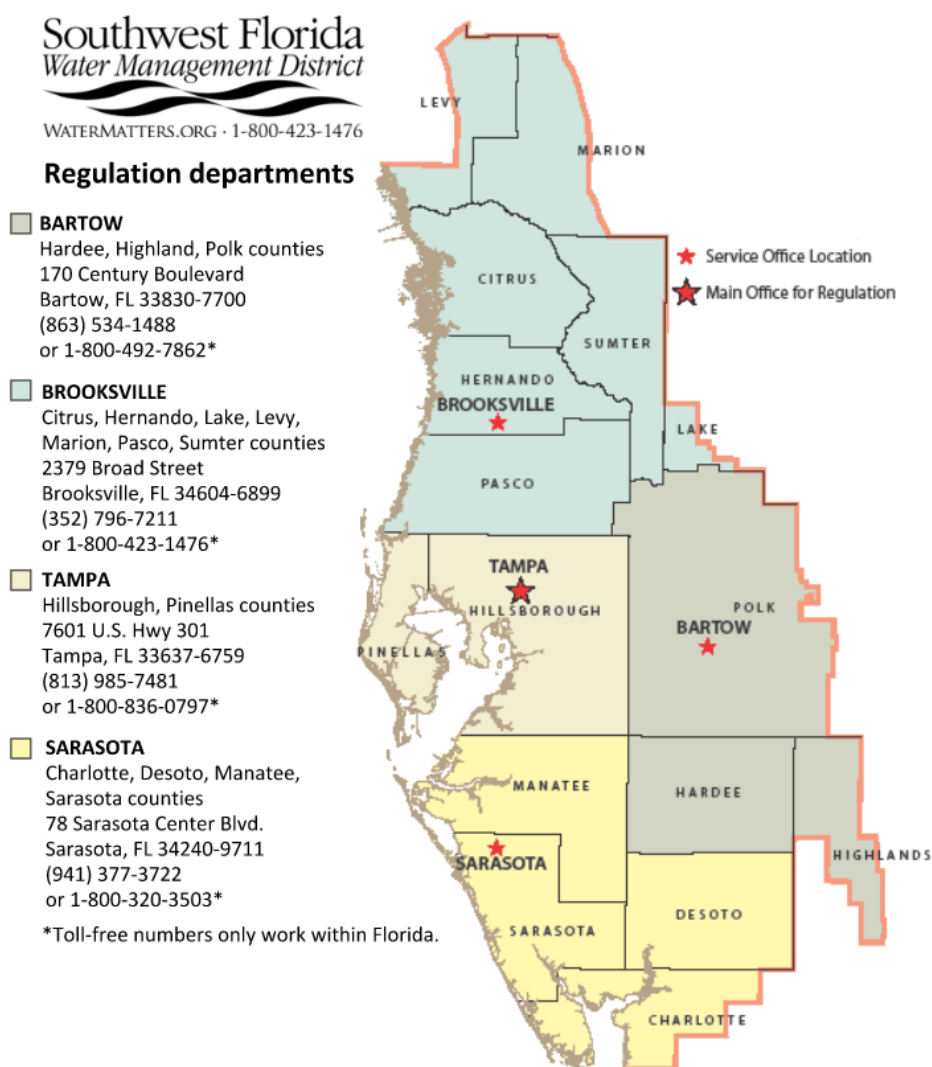 Southwest Florida
Water Management District
WATERMATTERS.ORG · 1-800-423-1476
Regulation departments
BARTOW
Hardee, Highland, Polk counties
170 Century Boulevard
Bartow, FL 33830-7700
(863) 534-1488
or 1-800-492-7862*
BROOKSVILLE
Citrus, Hernando, Lake, Levy,
Marion, Pasco, Sumter counties
2379 Broad Street
Brooksville, FL 34604-6899
(352) 796-7211
or 1-800-423-1476*
TAMPA
Hillsborough, Pinellas counties
7601 U.S. Hwy 301
Tampa, FL 33637-6759
(813) 985-7481
or 1-800-836-0797*
SARASOTA
Charlotte, Desoto, Manatee,
Sarasota counties
78 Sarasota Center Blvd.
Sarasota, FL 34240-9711
(941) 377-3722
or 1-800-320-3503*
*Toll-free numbers only work within Florida.
LEVY
MARION
Service Office Location
Main Office for Regulation
CITRUS
SUMTER
HERNANDO
BROOKSVILLE
LAKE
PASCO
TAMPA
HILLSBOROUGH
POLK
BARTOW
PINELLAS
MANATEE
HARDEE
HIGHLANDS
SARASOTA
DESOTO
SARASOTA
CHARLOTTE